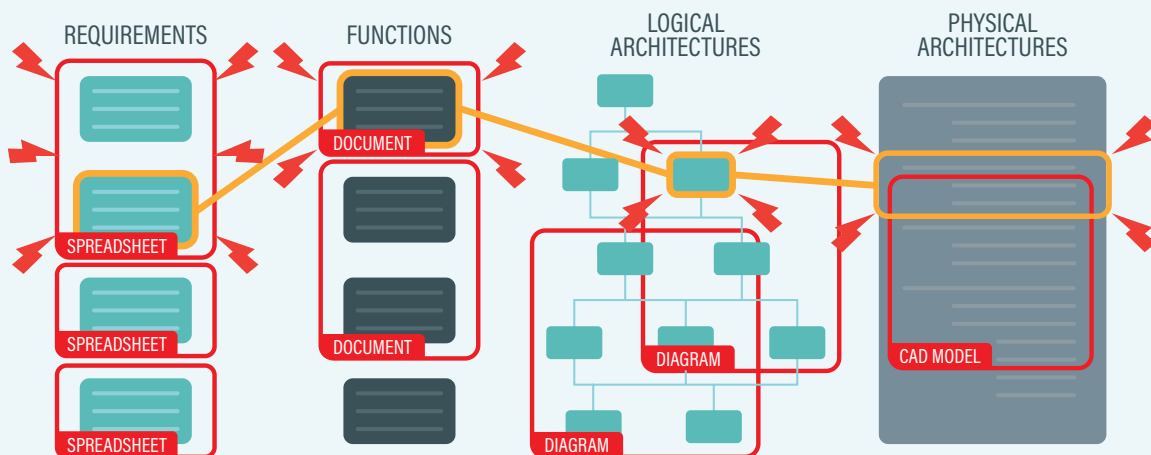 REQUIREMENTS
FUNCTIONS
LOGICAL
ARCHITECTURES
PHYSICAL
ARCHITECTURES
DOCUMENT
SPREADSHEET
SPREADSHEET
DOCUMENT
DIAGRAM
CAD MODEL
SPREADSHEET
DIAGRAM